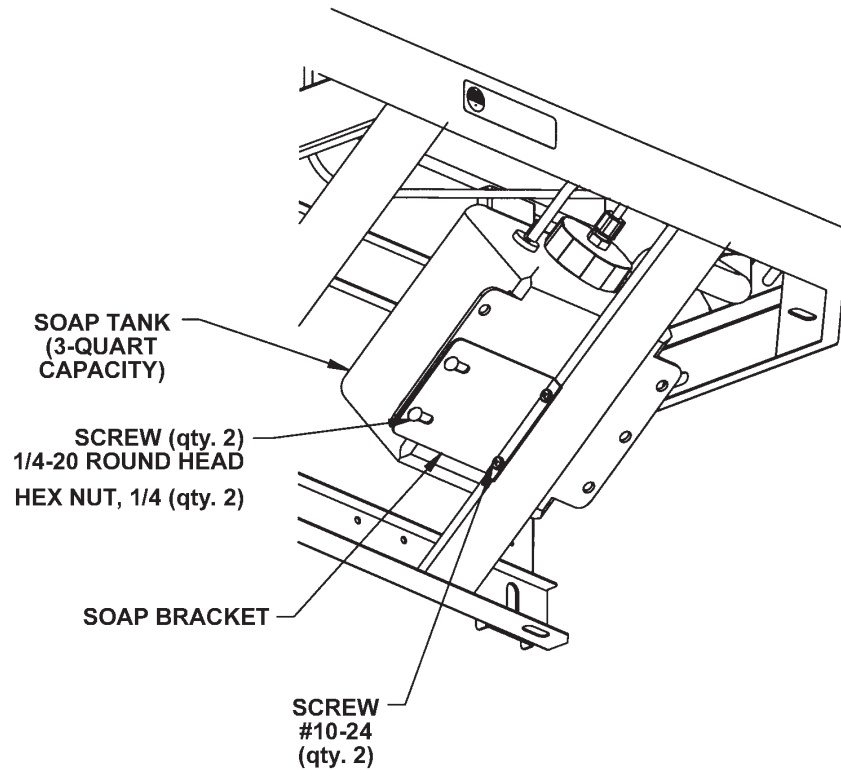 SOAP TANK
(3-QUART
CAPACITY)
SCREW (qty. 2)
1/4-20 ROUND HEAD
HEX NUT, 1/4 (qty. 2)
SOAP BRACKET
SCREW
#10-24
(qty. 2)